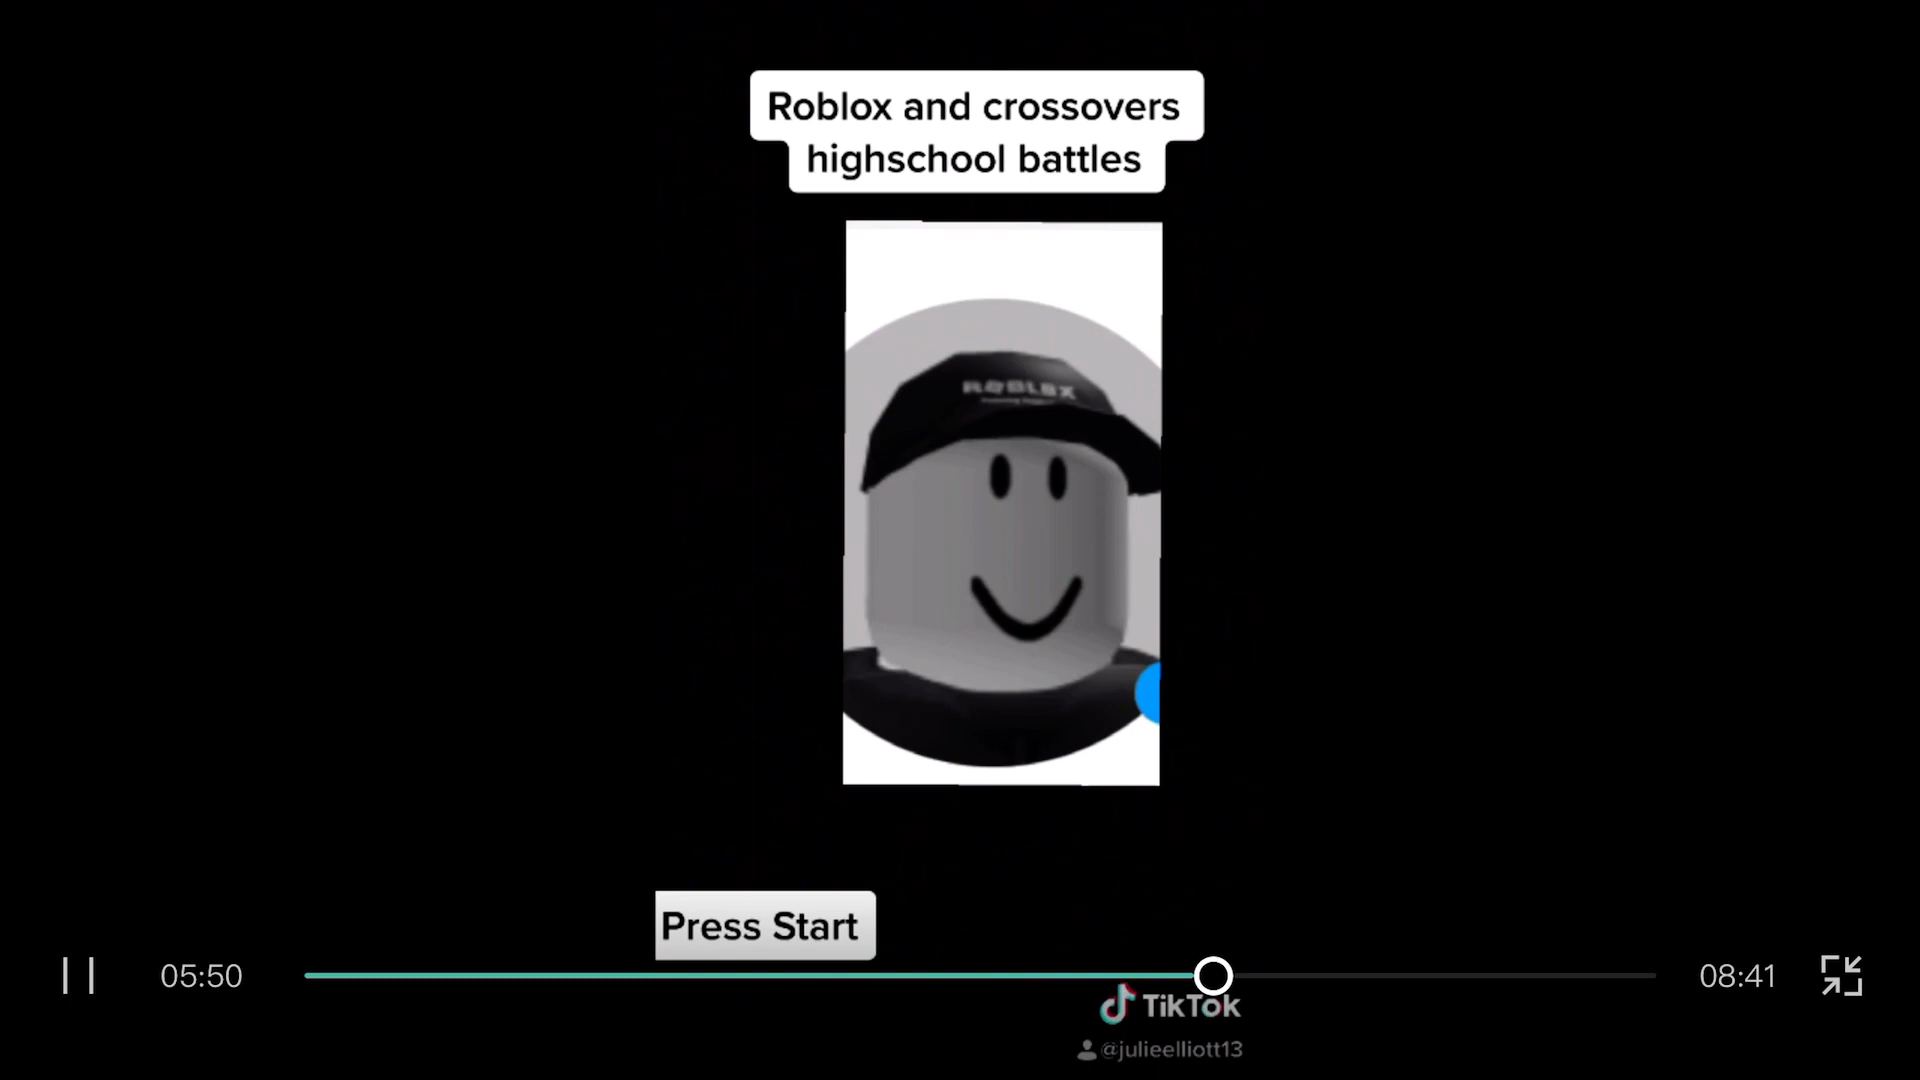 Roblox and crossovers
highschool battles
ROBLOX
Press Start
05:50
08:41
TikTok
@julieelliott13